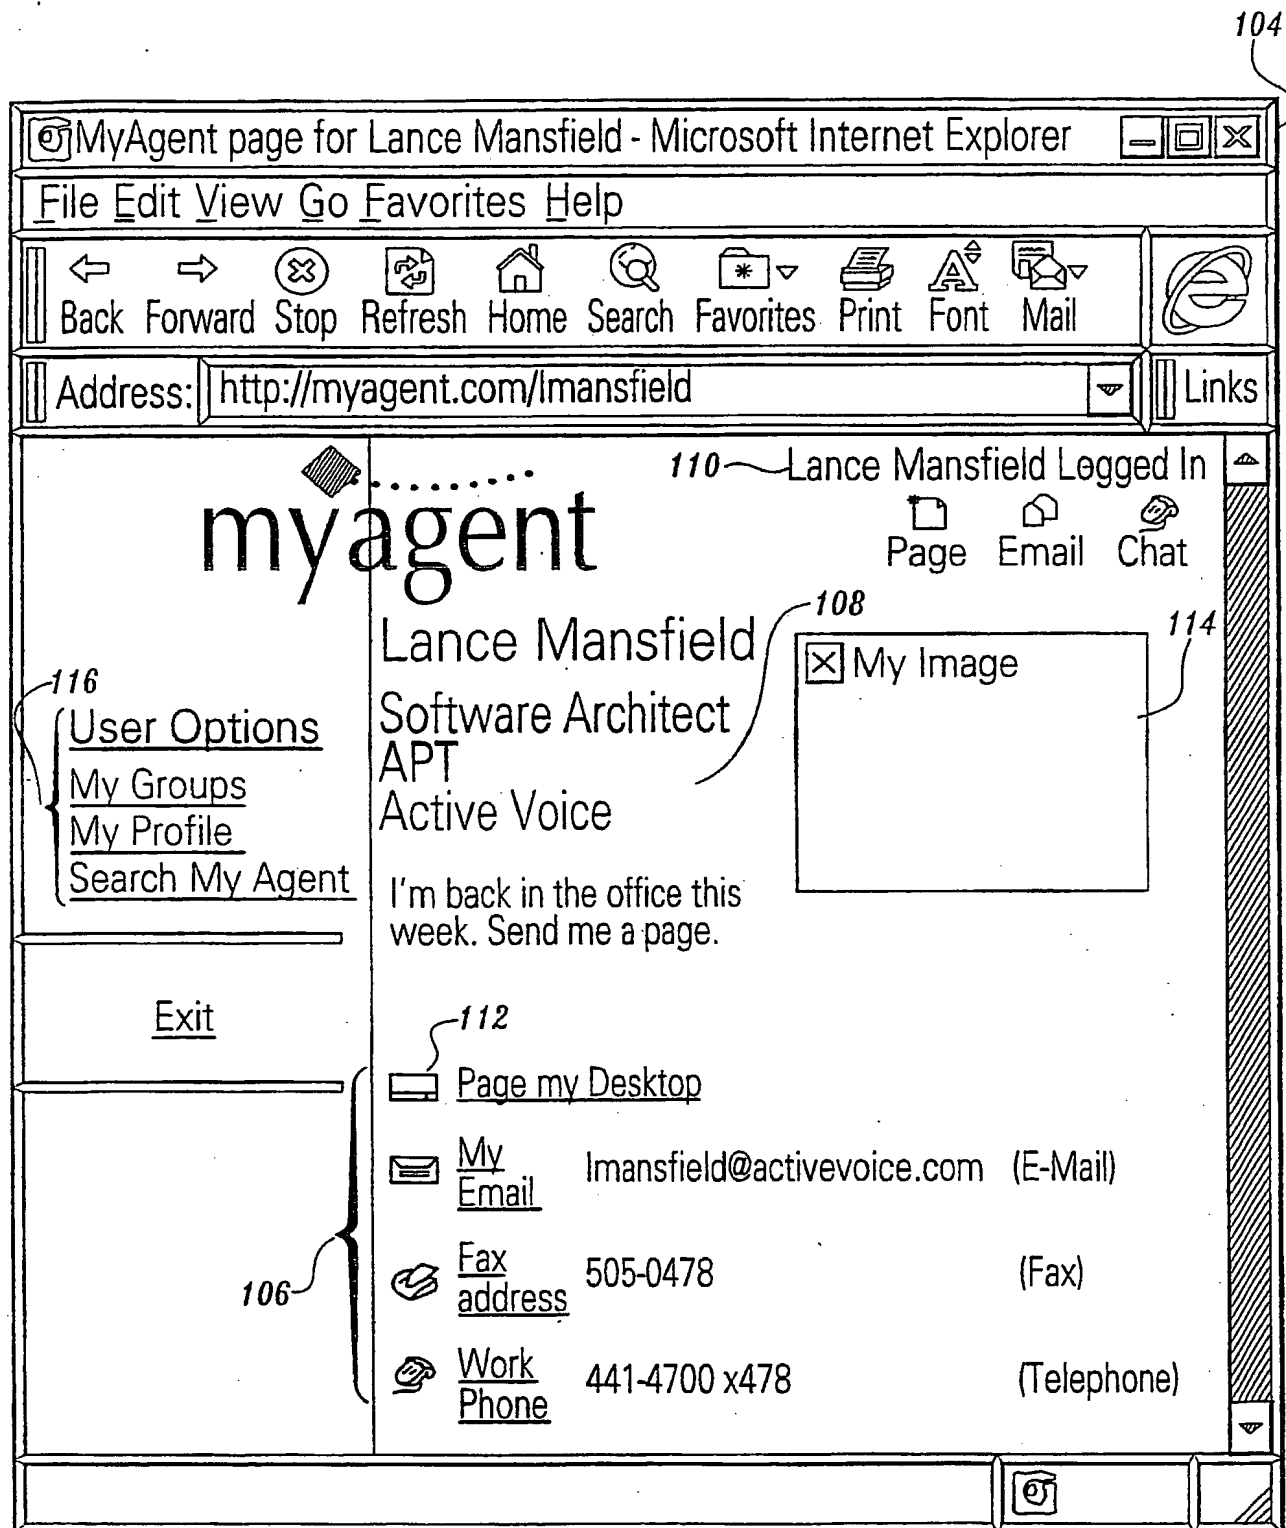 104
MyAgent page for Lance Mansfield - Microsoft Internet Explorer
File Edit View Go Favorites Help
Back Forward Stop Refresh Home Search Favorites Print Font Mail
Address: http://myagent.com/lmansfield Links
110 Lance Mansfield Logged In
myagent
Page Email Chat
108
114
Lance Mansfield
My Image
116
Software Architect
APT
Active Voice
User Options
My Groups
My Profile
Search My Agent
I'm back in the office this
week. Send me a page.
Exit
112
Page my Desktop
My
Email lmansfield@activevoice.com (E-Mail)
106
Fax
address 505-0478 (Fax)
Work
Phone 441-4700 x478 (Telephone)